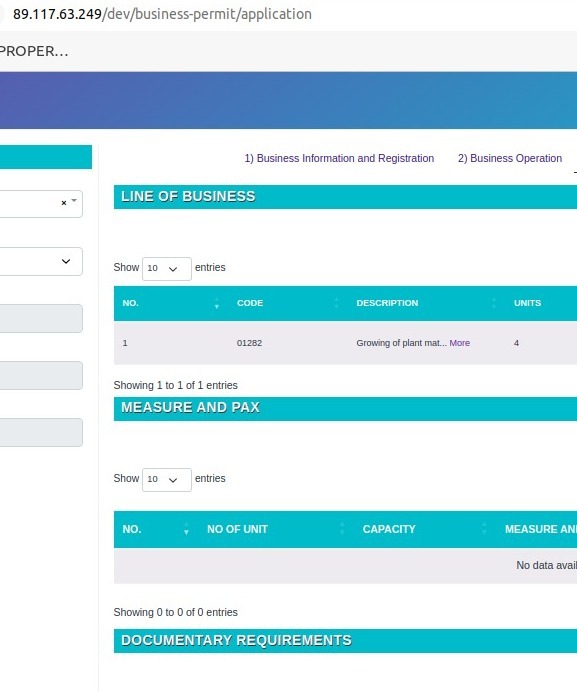 89.117.63.249/dev/business-permit/application
PROPER...
1) Business Information and Registration 2) Business Operation
LINE OF BUSINESS
Show 10 entries
NO. CODE DESCRIPTION UNITS
1 01282 Growing of plant mat... More 4
Showing 1 to 1 of 1 entries
MEASURE AND PAX
Show 10 entries
NO. NO OF UNIT CAPACITY MEASURE AN
No data avail
Showing 0 to 0 of 0 entries
DOCUMENTARY REQUIREMENTS